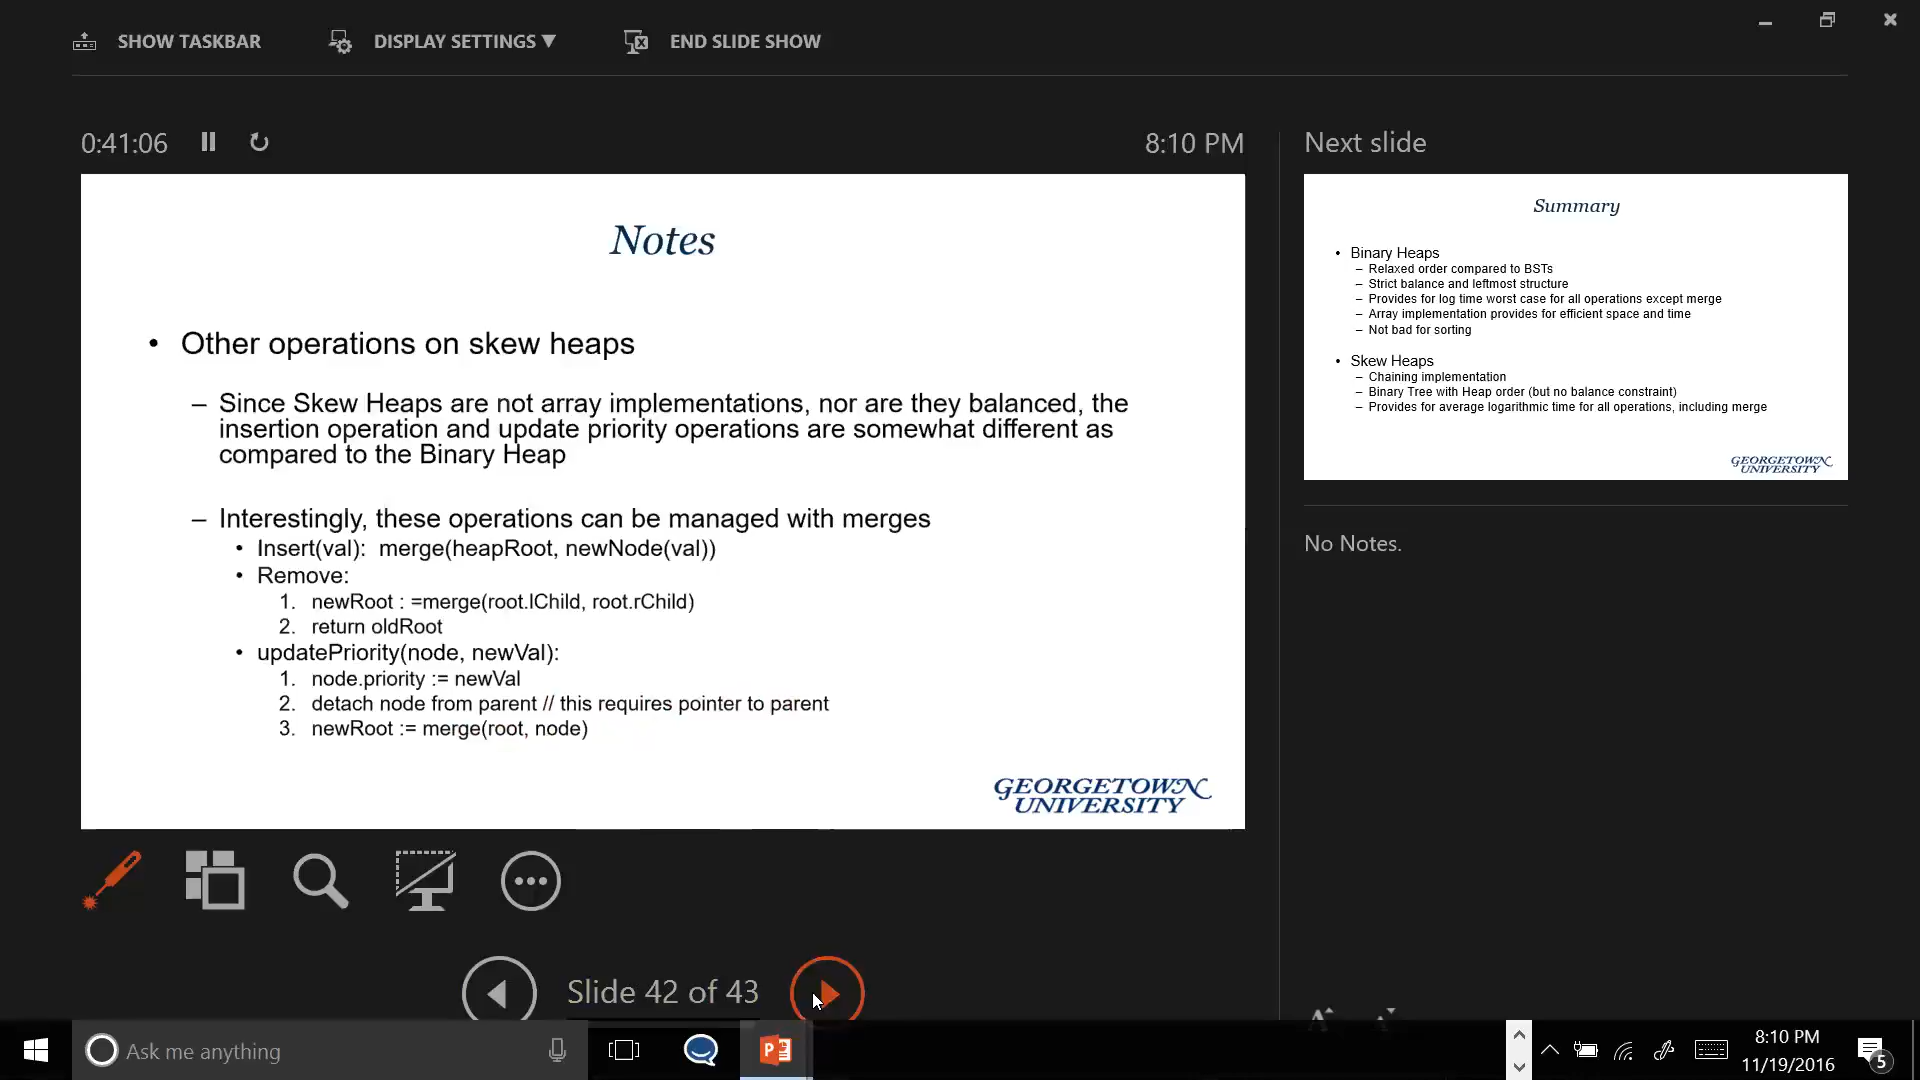 SHOW TASKBAR
DISPLAY SETTINGS ▼
END SLIDE SHOW
0:41:06
8:10 PM
Next slide
Notes
• Other operations on skew heaps
– Since Skew Heaps are not array implementations, nor are they balanced, the
insertion operation and update priority operations are somewhat different as
compared to the Binary Heap
– Interestingly, these operations can be managed with merges
• Insert(val): merge(heapRoot, newNode(val))
• Remove:
1. newRoot : =merge(root.lChild, root.rChild)
2. return oldRoot
• updatePriority(node, newVal):
1. node.priority := newVal
2. detach node from parent // this requires pointer to parent
3. newRoot := merge(root, node)
GEORGETOWN
UNIVERSITY
Summary
• Binary Heaps
– Relaxed order compared to BSTs
– Strict balance and leftmost structure
– Provides for log time worst case for all operations except merge
– Array implementation provides for efficient space and time
– Not bad for sorting
• Skew Heaps
– Chaining implementation
– Binary Tree with Heap order (but no balance constraint)
– Provides for average logarithmic time for all operations, including merge
GEORGETOWN
UNIVERSITY
No Notes.
Slide 42 of 43
Ask me anything
8:10 PM
11/19/2016
5